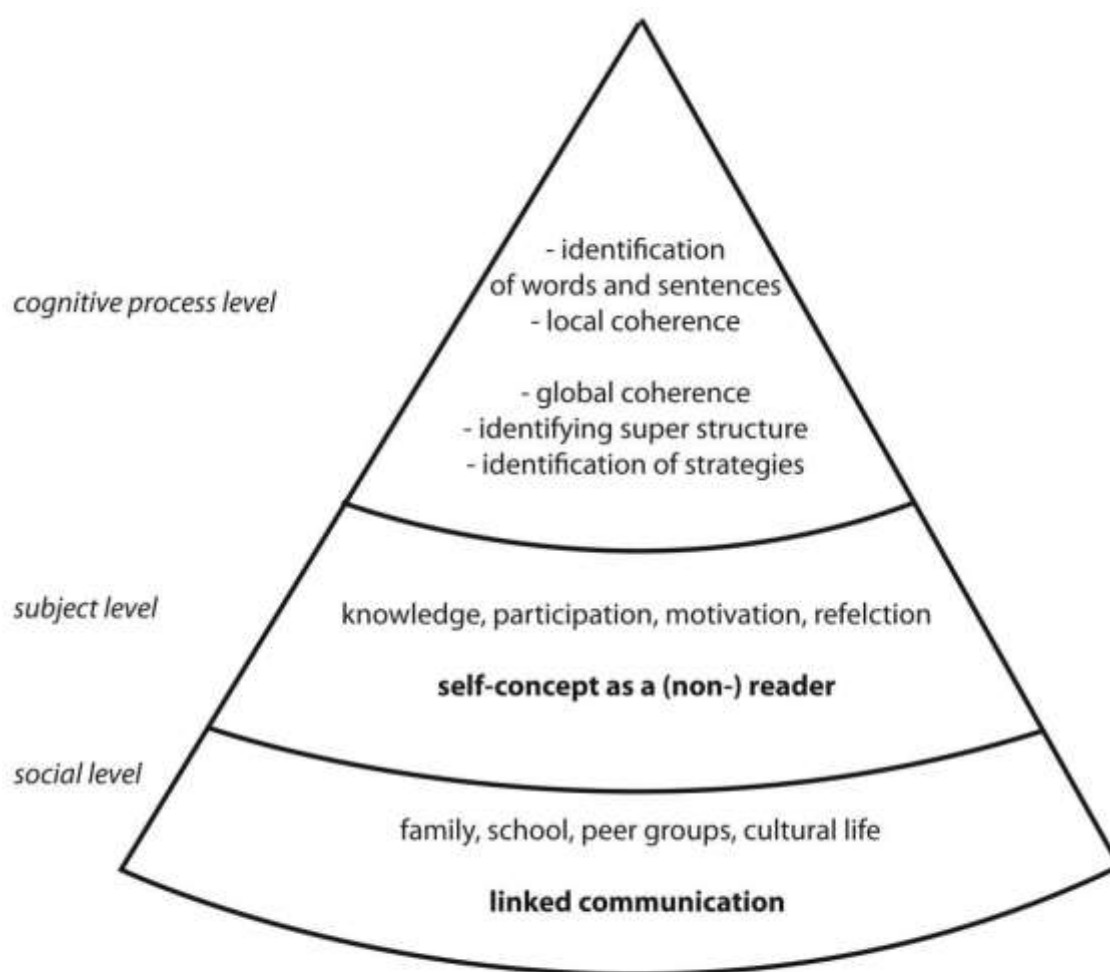 - identification
of words and sentences
cognitive process level
- local coherence
- global coherence
- identifying super structure
- identification of strategies
subject level
knowledge, participation, motivation, refelction
self-concept as a (non-) reader
social level
family, school, peer groups, cultural life
linked communication